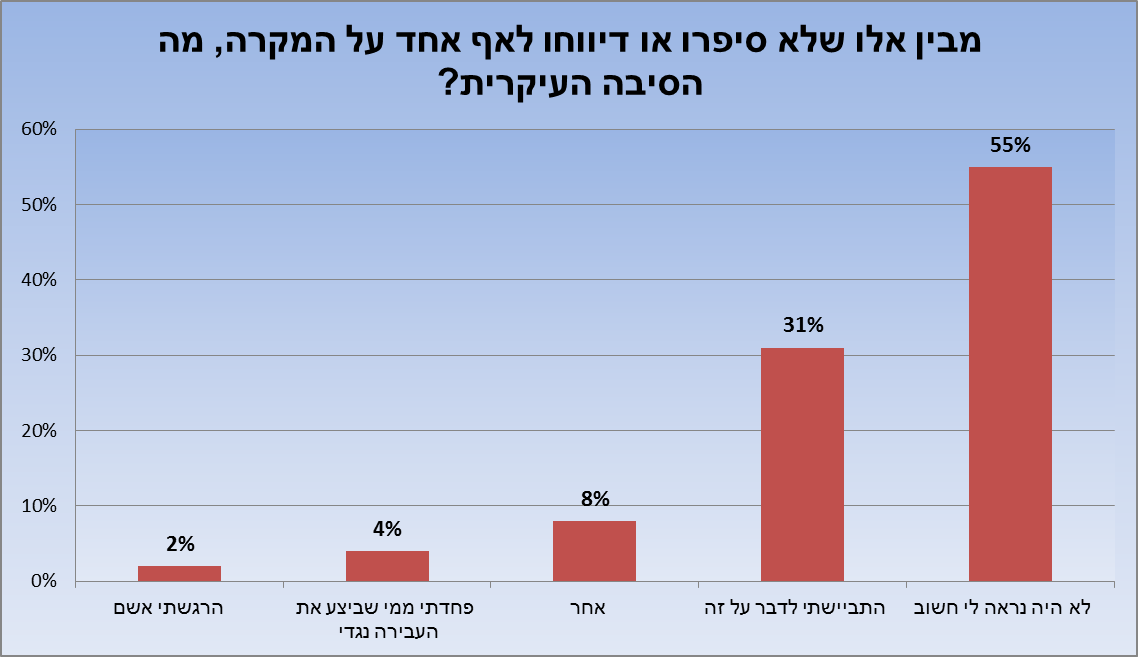 מבין אלו שלא סיפרו או דיווחו לאף אחד על המקרה, מה
הסיבה העיקרית?
60%
50%
40%
30%
20%
10%
0%
55%
31%
8%
4%
2%
לא היה נראה לי חשוב
התביישתי לדבר על זה
אחר
פחדתי ממי שביצע את
העבירה נגדי
הרגשתי אשם